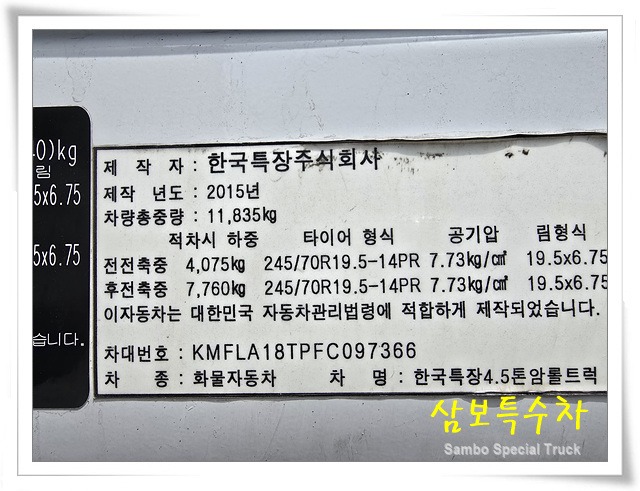 0)kg
림
5x6.75
5x6.75
습니다.
제 작 자 : 한국특장주식회사
제작 년도 : 2015년
차량총중량 : 11,835kg
적차시 하중 타이어 형식 공기압 림형식
전전축중 4,075kg 245/70R19.5-14PR 7.73kg/㎠ 19.5x6.75
후전축중 7,760kg 245/70R19.5-14PR 7.73kg/㎠ 19.5x6.75
이자동차는 대한민국 자동차관리법령에 적합하게 제작되었습니다.
차대번호 : KMFLA18TPFC097366
차 종 : 화물자동차 차 명 : 한국특장4.5톤암롤트럭
삼보특수차
Sambo Special Truck